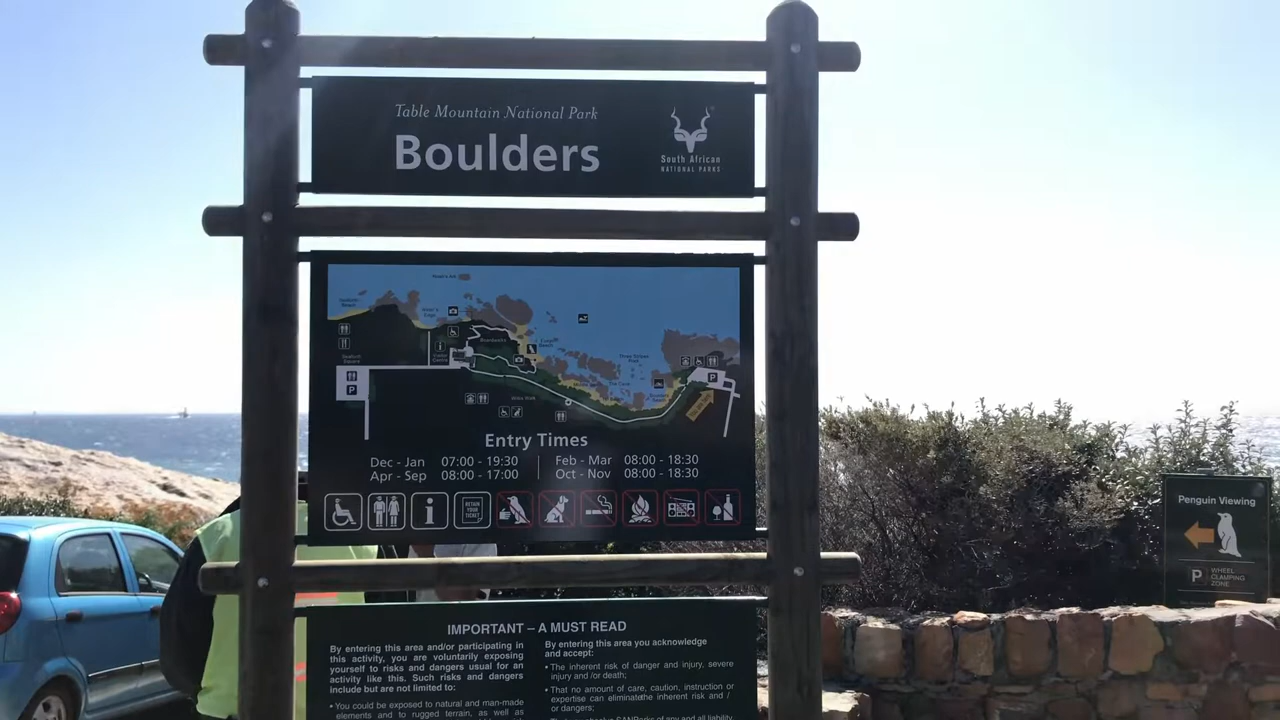 Table Mountain National Park
Boulders
South African
NATIONAL PARKS
Entry Times
Dec - Jan 07:00 - 19:30
Feb - Mar 08:00 - 18:30
Apr - Sep 08:00 - 17:00
Oct - Nov 08:00 - 18:30
RETAIN YOUR TICKET
P
P
IMPORTANT – A MUST READ
By entering this area and/or participating in
this activity, you are voluntarily exposing
yourself to risks and dangers usual for an
activity like this. Such risks and dangers
include but are not limited to:
• You could be exposed to natural and man-made
elements and to rugged terrain, as well as
By entering this area you acknowledge
and accept:
• The inherent risk of danger and injury, severe
injury and /or death;
• That no amount of care, caution, instruction or
expertise can eliminate the inherent risk and /
or dangers;
Penguin Viewing
P WHEEL
CLAMPING
ZONE